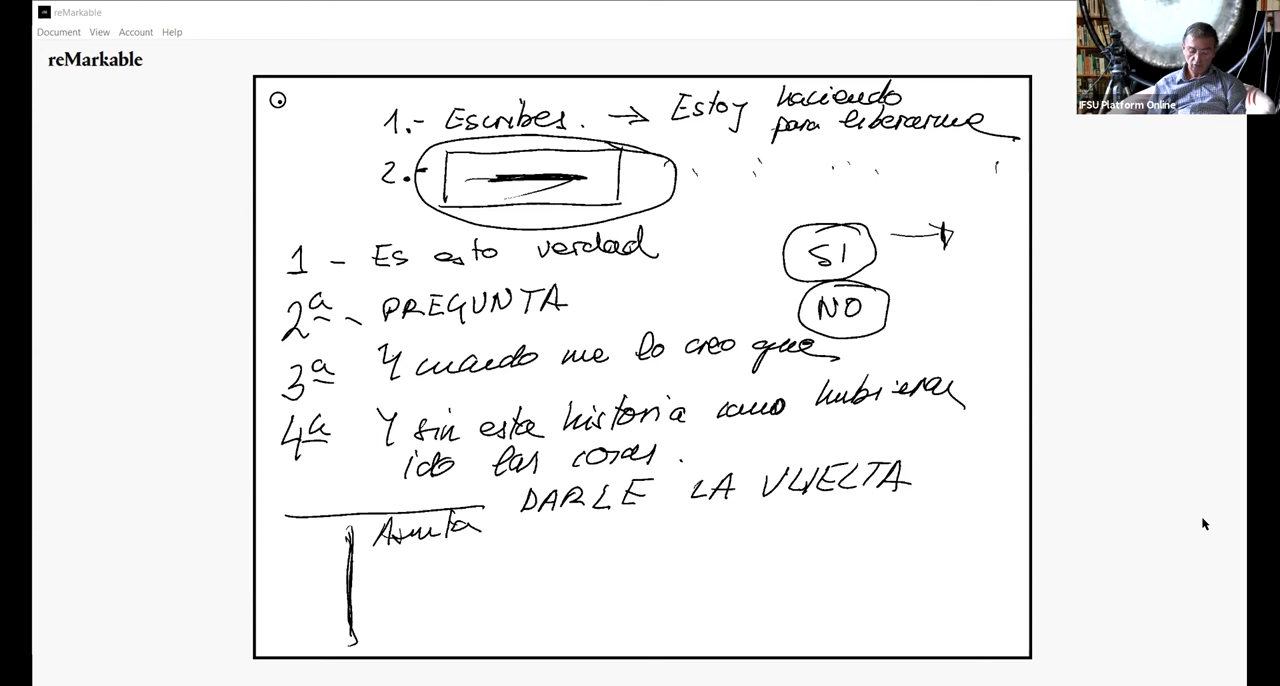 reMarkable
Document View Account Help
reMarkable
IFSU Platform Online
1.- Escribes. → Estoy haciendo
para liberarme
2.-
1 - Es esto verdad
SI →
2ª - PREGUNTA
NO
3ª Y cuando me lo creo que
4ª Y sin esta historia como hubieran
ido las cosas.
DARLE LA VUELTA